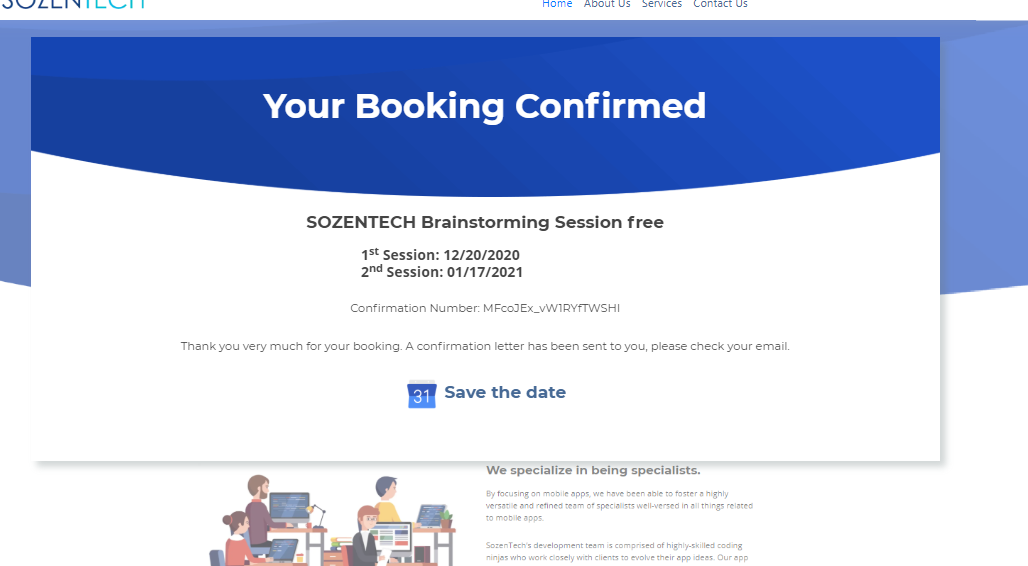 SOZENTECH
Home About Us Services Contact Us
Your Booking Confirmed
SOZENTECH Brainstorming Session free
1st Session: 12/20/2020
2nd Session: 01/17/2021
Confirmation Number: MFcoJEx_vW1RYfTWSHI
Thank you very much for your booking. A confirmation letter has been sent to you, please check your email.
31 Save the date
We specialize in being specialists.
By focusing on mobile apps, we have been able to foster a highly
versatile and refined team of specialists well-versed in all things related
to mobile apps.
SozenTech's development team is comprised of highly-skilled coding
ninjas who work closely with clients to evolve their app ideas. Our app